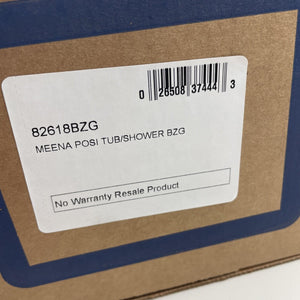 0 26508 37444 3
82618BZG
MEENA POSI TUB/SHOWER BZG
No Warranty Resale Product